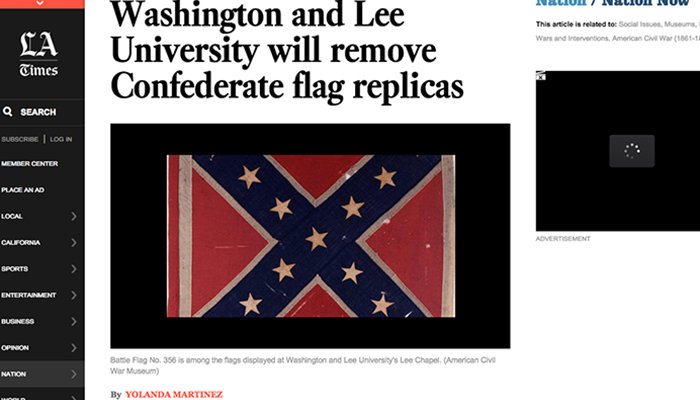 Washington and Lee
University will remove
Confederate flag replicas
LA
Times
SEARCH
SUBSCRIBE | LOG IN
MEMBER CENTER
PLACE AN AD
LOCAL
CALIFORNIA
SPORTS
ENTERTAINMENT
BUSINESS
OPINION
NATION
WORLD
Battle Flag No. 356 is among the flags displayed at Washington and Lee University's Lee Chapel. (American Civil
War Museum)
By YOLANDA MARTINEZ
Nation / Nation Now
This article is related to: Social Issues, Museums,
Wars and Interventions, American Civil War (1861-18
ADVERTISEMENT